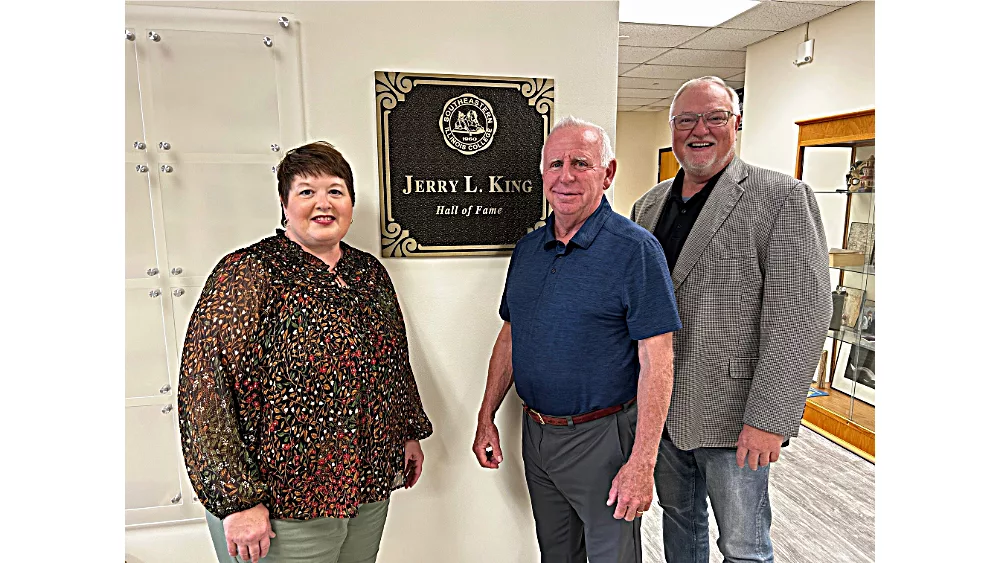 SOUTHEASTERN
1960
ILLINOIS COLLEGE
JERRY L. KING
Hall of Fame